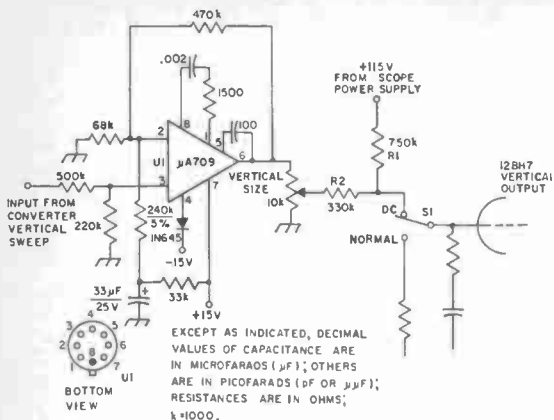 470k
.002
8
1500
+115V
FROM SCOPE
POWER SUPPLY
68k
2
1
5
100
U1
μA709
6
VERTICAL
SIZE
750k
R1
12BH7
VERTICAL
OUTPUT
500k
3
4
7
10k
R2
330k
DC
S1
INPUT FROM
CONVERTER
VERTICAL
SWEEP
220k
240k
5%
1N645
-15V
NORMAL
33μF
25V
+
33k
+15V
4
3
5
2
6
1
8
7
U1
BOTTOM
VIEW
EXCEPT AS INDICATED, DECIMAL
VALUES OF CAPACITANCE ARE
IN MICROFARADS (μF); OTHERS
ARE IN PICOFARADS (pF OR μμF);
RESISTANCES ARE IN OHMS;
k=1000.